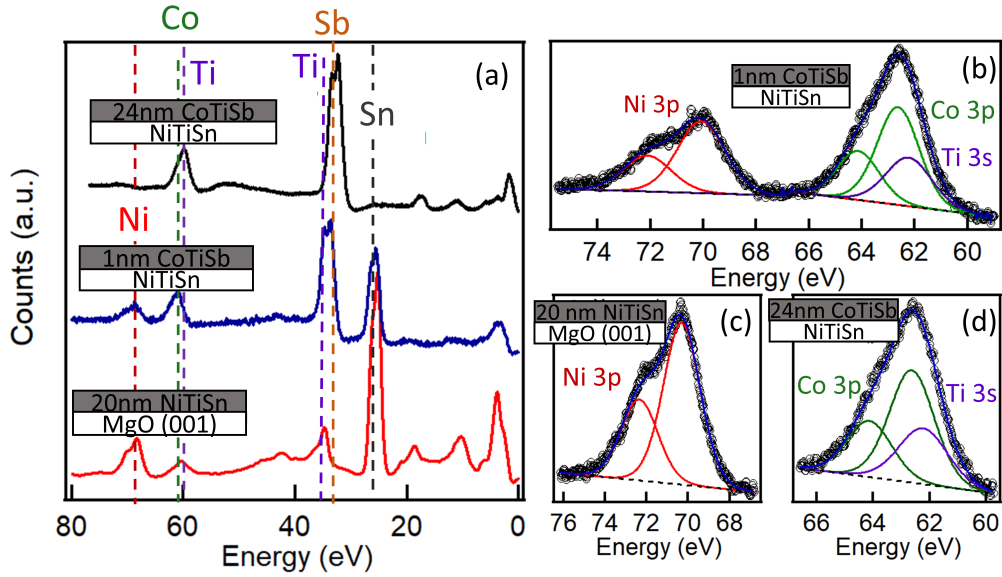 Co
Sb
Ti
Ti
(a)
Sn
24nm CoTiSb
NiTiSn
Ni
1nm CoTiSb
NiTiSn
20nm NiTiSn
MgO (001)
Counts (a.u.)
80 60 40 20 0
Energy (eV)
(b)
1nm CoTiSb
NiTiSn
Ni 3p
Co 3p
Ti 3s
74 72 70 68 66 64 62 60
Energy (eV)
20 nm NiTiSn
MgO (001)
(c)
Ni 3p
76 74 72 70 68
Energy (eV)
24nm CoTiSb
NiTiSn
(d)
Co 3p
Ti 3s
66 64 62 60
Energy (eV)